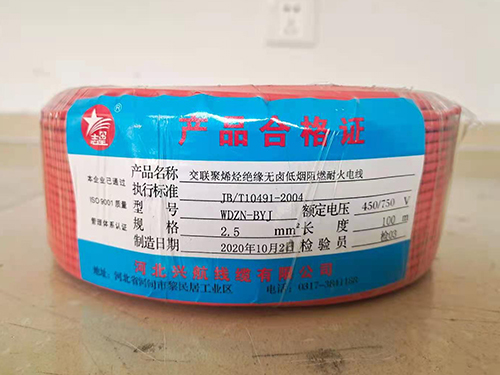 产品合格证
本企业已通过
ISO 9001质量
管理体系认证
产品名称 交联聚烯烃绝缘无卤低烟阻燃耐火电线
执行标准 JB/T10491-2004
型号 WDZN-BYJ 额定电压 450/750 V
规格 2.5 mm² 长度 100 m
制造日期 2020年10月2日 检验员
河北兴航线缆有限公司
地址：河北省河间市黎民居工业区 电话：0317-3841168